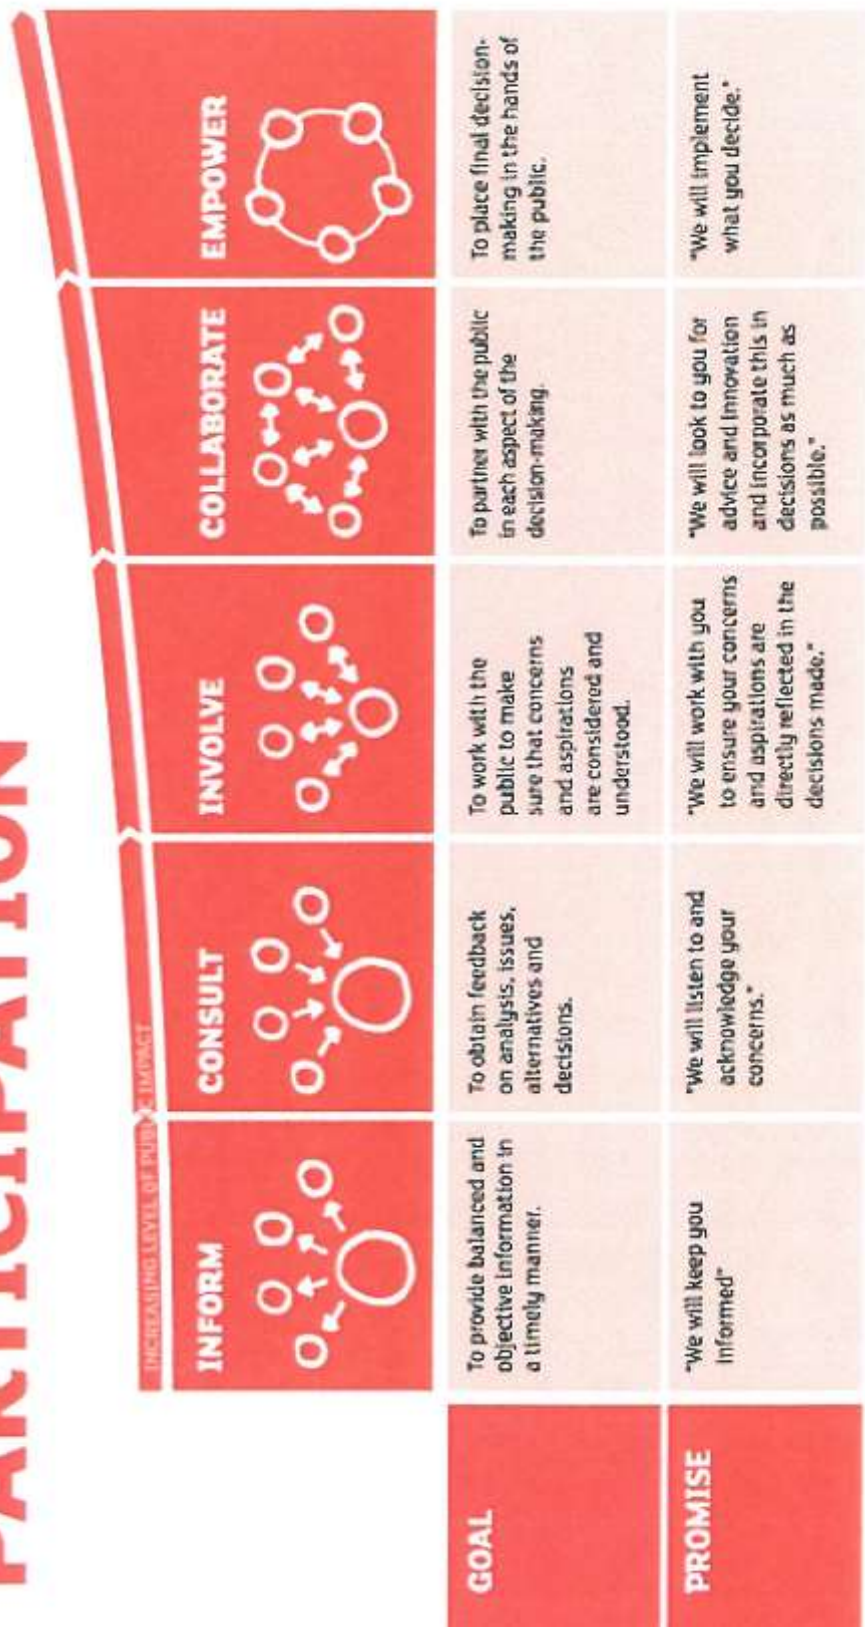 PARTICIPATION
INCREASING LEVEL OF PUBLIC IMPACT
INFORM
CONSULT
INVOLVE
COLLABORATE
EMPOWER
GOAL
To provide balanced and
objective information in
a timely manner.
To obtain feedback
on analysis, issues,
alternatives and
decisions.
To work with the
public to make
sure that concerns
and aspirations
are considered and
understood.
To partner with the public
in each aspect of the
decision-making.
To place final decision-
making in the hands of
the public.
PROMISE
"We will keep you
informed"
"We will listen to and
acknowledge your
concerns."
"We will work with you
to ensure your concerns
and aspirations are
directly reflected in the
decisions made."
"We will look to you for
advice and innovation
and incorporate this in
decisions as much as
possible."
"We will implement
what you decide."